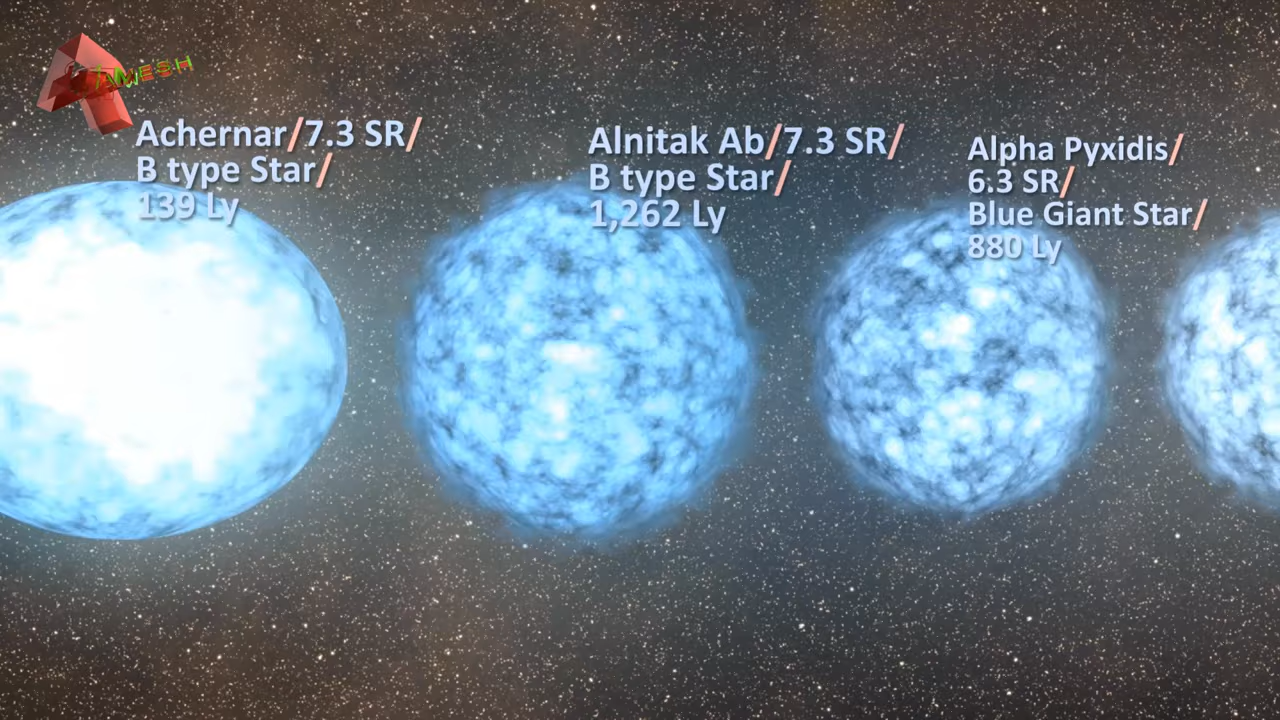 Achernar/7.3 SR/
B type Star/
139 Ly
Alnitak Ab/7.3 SR/
B type Star/
1,262 Ly
Alpha Pyxidis/
6.3 SR/
Blue Giant Star/
880 Ly